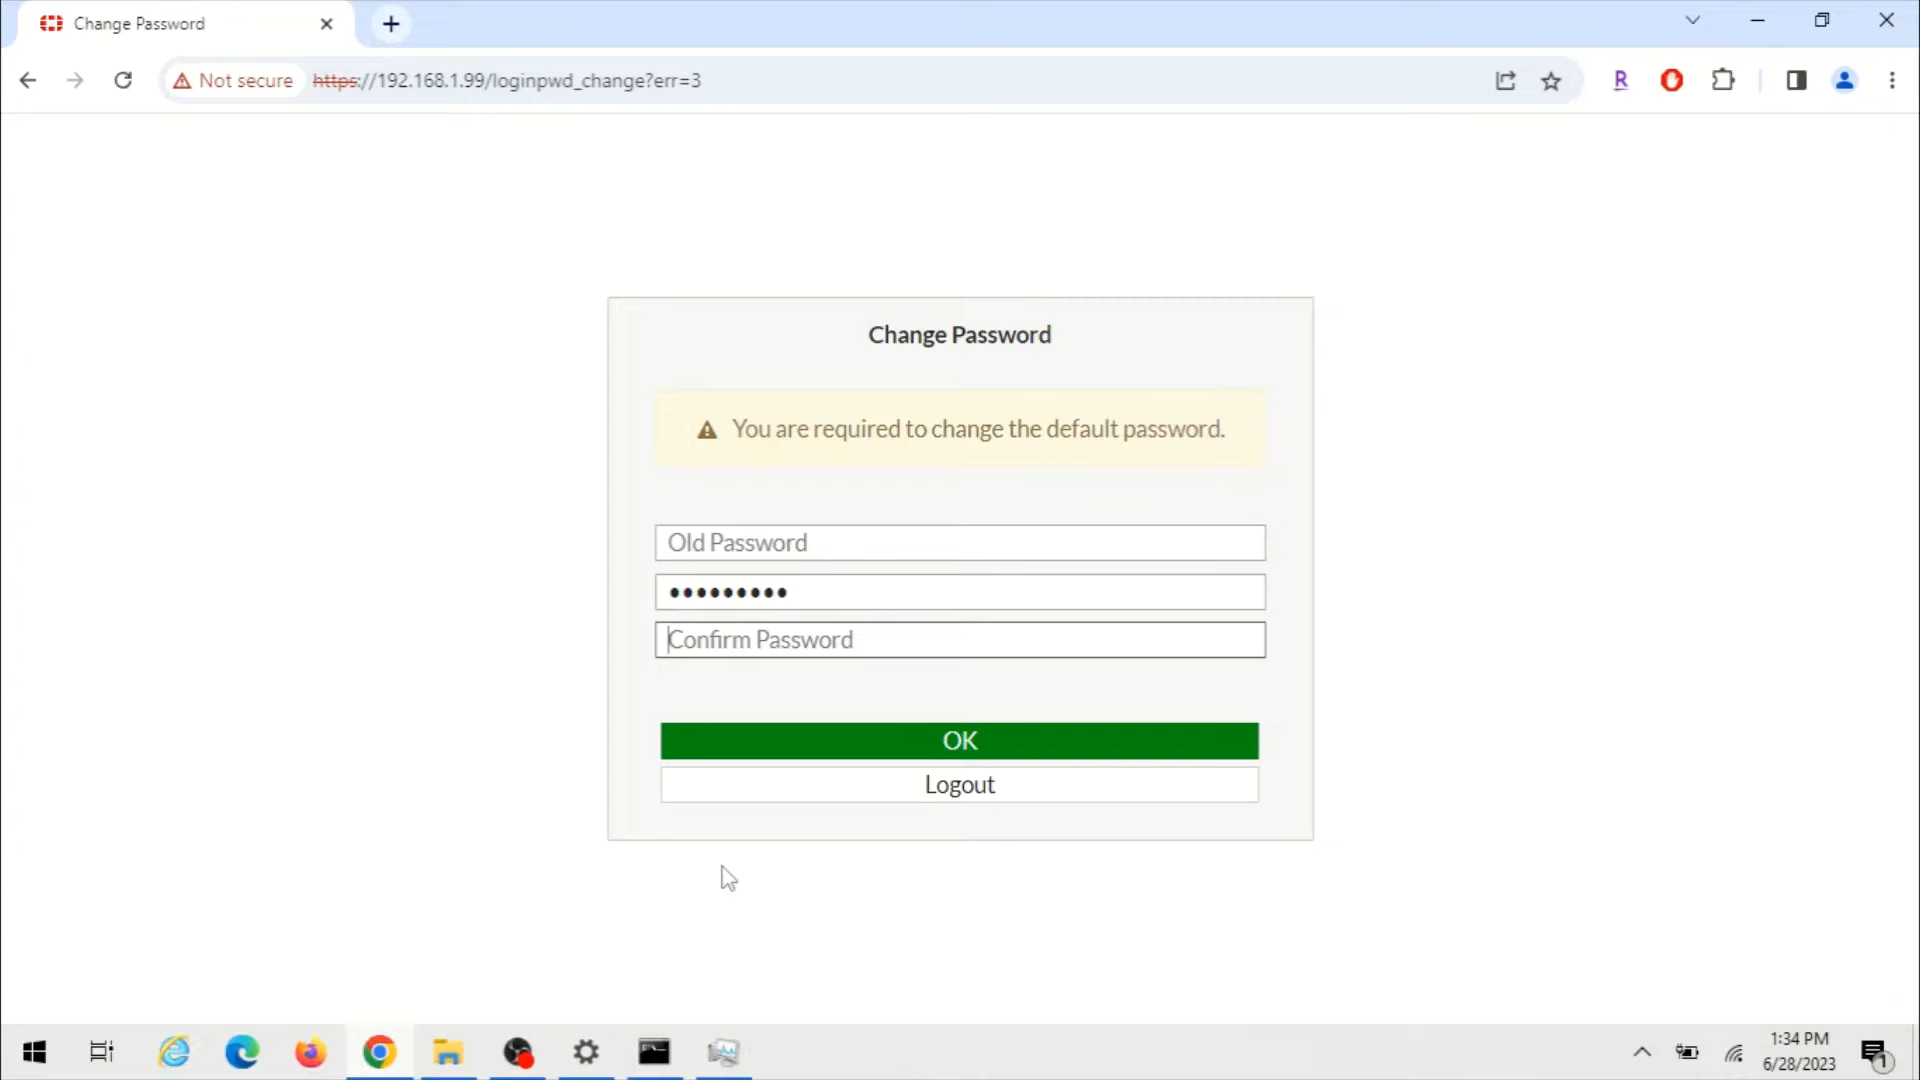 Change Password
Not secure https://192.168.1.99/loginpwd_change?err=3
R
Change Password
You are required to change the default password.
Old Password
•••••••••
Confirm Password
OK
Logout
1:34 PM
6/28/2023
1